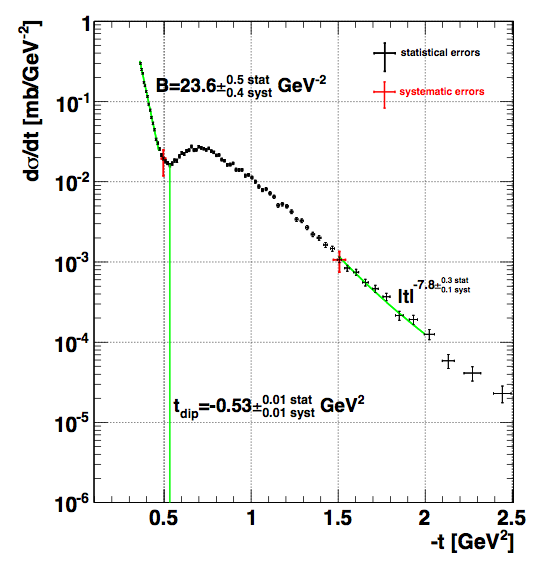 1
statistical errors
B=23.6±0.5 stat 0.4 syst GeV-2
systematic errors
10-1
10-2
10-3
|t|-7.8±0.3 stat 0.1 syst
10-4
tdip=-0.53±0.01 stat 0.01 syst GeV2
10-5
10-6
0.5 1 1.5 2 2.5
-t [GeV2]
dσ/dt [mb/GeV-2]